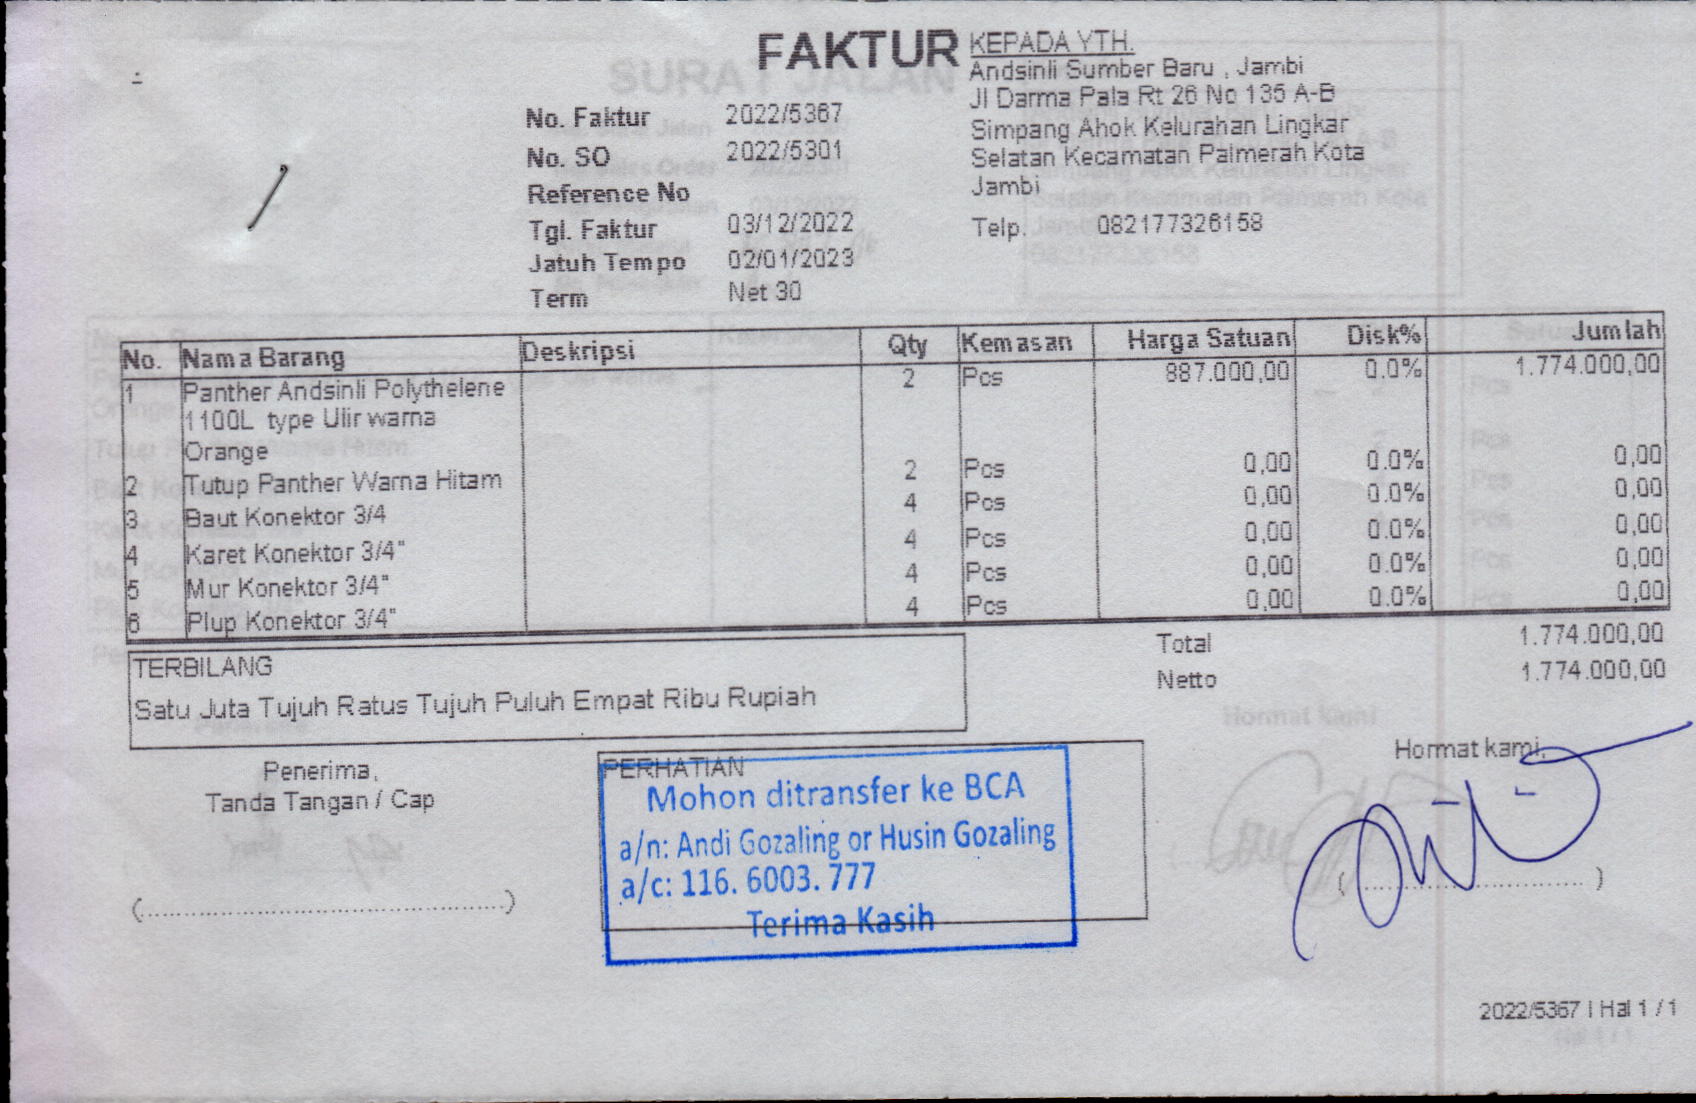 FAKTUR
KEPADA YTH.
Andsinli Sumber Baru , Jambi
Jl Darma Pala Rt 26 No 135 A-B
Simpang Ahok Kelurahan Lingkar
Selatan Kecamatan Palmerah Kota
Jambi
Telp. 082177326158
No. Faktur 2022/5367
No. SO 2022/5301
Reference No
Tgl. Faktur 03/12/2022
Jatuh Tempo 02/01/2023
Term Net 30
No. Nama Barang Deskripsi Qty Kemasan Harga Satuan Disk% Jumlah
1 Panther Andsinli Polythelene 2 Pcs 887.000,00 0.0% 1.774.000,00
1100L type Ulir warna
Orange
2 Tutup Panther Warna Hitam 2 Pcs 0,00 0.0% 0,00
3 Baut Konektor 3/4 4 Pcs 0,00 0.0% 0,00
4 Karet Konektor 3/4" 4 Pcs 0,00 0.0% 0,00
5 Mur Konektor 3/4" 4 Pcs 0,00 0.0% 0,00
6 Plup Konektor 3/4" 4 Pcs 0,00 0.0% 0,00
Total 1.774.000,00
Netto 1.774.000,00
TERBILANG
Satu Juta Tujuh Ratus Tujuh Puluh Empat Ribu Rupiah
Penerima,
Tanda Tangan / Cap
(..................................................)
PERHATIAN
Mohon ditransfer ke BCA
a/n: Andi Gozaling or Husin Gozaling
a/c: 116. 6003. 777
Terima Kasih
Hormat kami,
(..................................)
2022/5367 | Hal 1 / 1